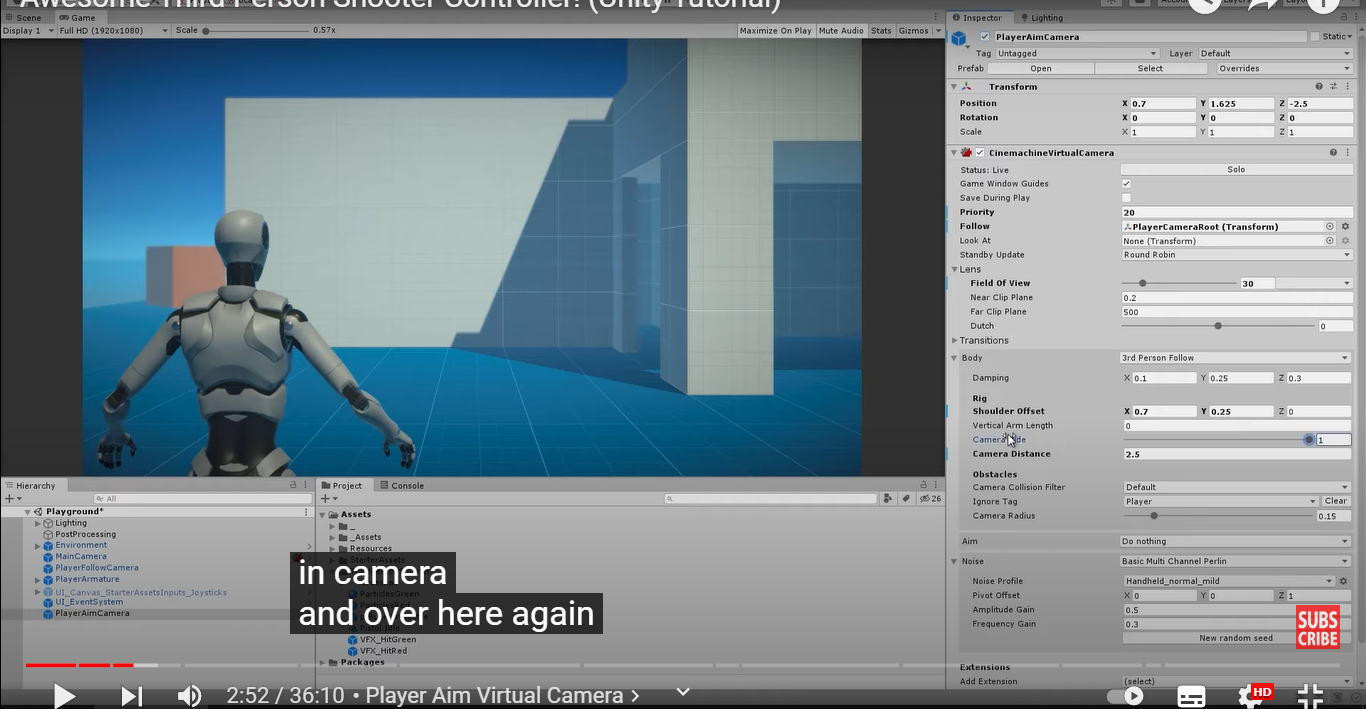 Awesome Third Person Shooter Controller! (Unity Tutorial)
Scene Game
Display 1 Full HD (1920x1080) Scale 0.57x Maximize On Play Mute Audio Stats Gizmos
Inspector Lighting
PlayerAimCamera Static
Tag Untagged Layer Default
Prefab Open Select Overrides
Transform
Position X 0.7 Y 1.625 Z -2.5
Rotation X 0 Y 0 Z 0
Scale X 1 Y 1 Z 1
CinemachineVirtualCamera
Status: Live Solo
Game Window Guides
Save During Play
Priority 20
Follow PlayerCameraRoot (Transform)
Look At None (Transform)
Standby Update Round Robin
Lens
Field Of View 30
Near Clip Plane 0.2
Far Clip Plane 500
Dutch 0
Transitions
Body 3rd Person Follow
Damping X 0.1 Y 0.25 Z 0.3
Rig
Shoulder Offset X 0.7 Y 0.25 Z 0
Vertical Arm Length 0
Camera Side 1
Camera Distance 2.5
Obstacles
Camera Collision Filter Default
Ignore Tag Player Clear
Camera Radius 0.15
Aim Do nothing
Noise Basic Multi Channel Perlin
Noise Profile Handheld_normal_mild
Pivot Offset X 0 Y 0 Z 1
Amplitude Gain 0.5
Frequency Gain 0.3
New random seed
Extensions
Add Extension (select)
Hierarchy
All
Playground*
Lighting
PostProcessing
Environment
MainCamera
PlayerFollowCamera
PlayerArmature
UI_Canvas_StarterAssetsInputs_Joysticks
UI_EventSystem
PlayerAimCamera
Project Console
26
Assets
_
_Assets
Resources
StarterAssets
ParticlesGreen
VFX_HitGreen
VFX_HitRed
Packages
in camera
and over here again
SUBS
CRIBE
2:52 / 36:10 • Player Aim Virtual Camera
HD